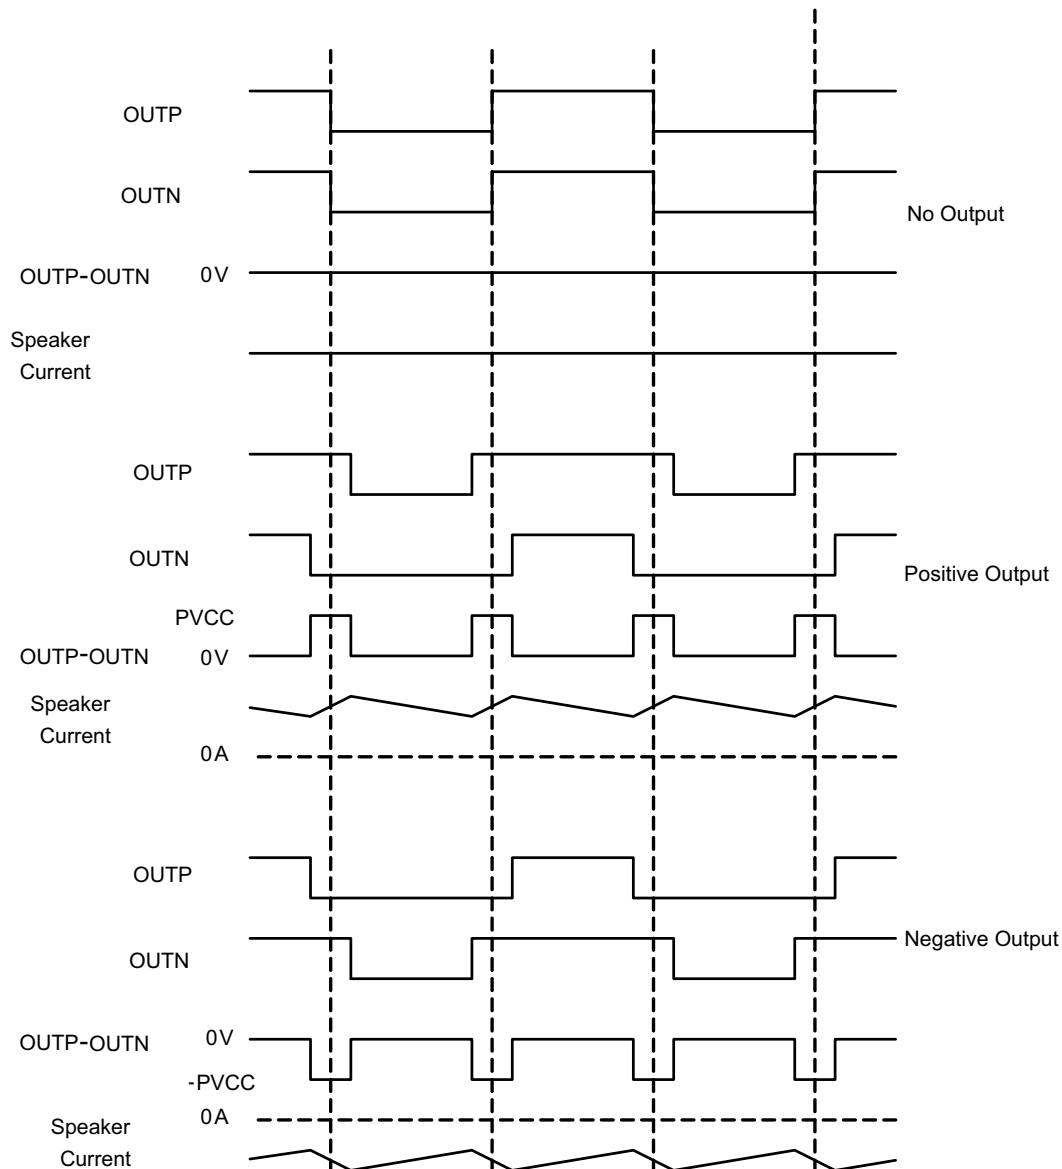 OUTP
OUTN
No Output
OUTP-OUTN 0V
Speaker
Current
OUTP
OUTN
Positive Output
PVCC
OUTP-OUTN 0V
Speaker
Current
0A
OUTP
Negative Output
OUTN
OUTP-OUTN 0V
-PVCC
0A
Speaker
Current